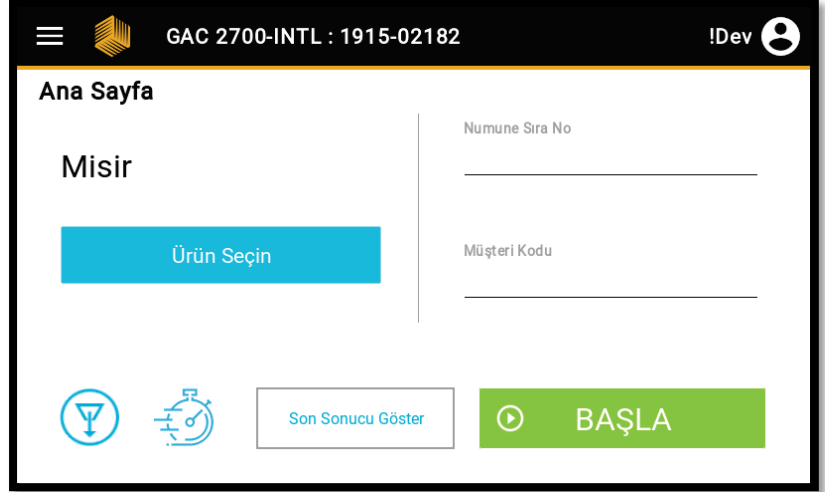 GAC 2700-INTL : 1915-02182
!Dev
Ana Sayfa
Misir
Ürün Seçin
Numune Sıra No
Müşteri Kodu
Son Sonucu Göster
BAŞLA